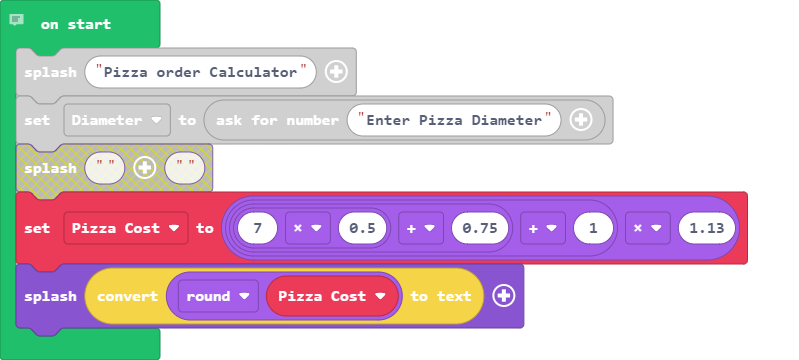 on start
splash "Pizza order Calculator"
set Diameter to ask for number "Enter Pizza Diameter"
splash "" ""
set Pizza Cost to 7 × 0.5 + 0.75 + 1 × 1.13
splash convert round Pizza Cost to text